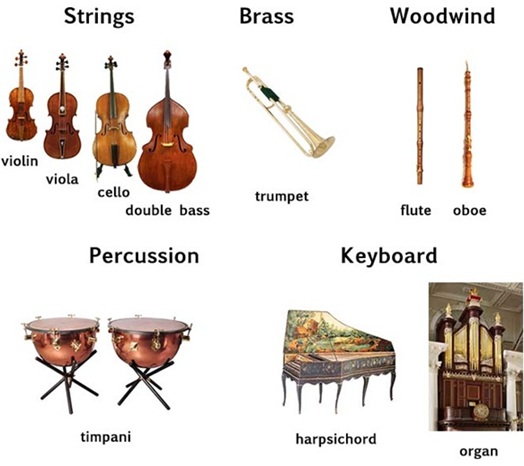 Strings
Brass
Woodwind
violin
viola
cello
double bass
trumpet
flute
oboe
Percussion
Keyboard
timpani
harpsichord
organ